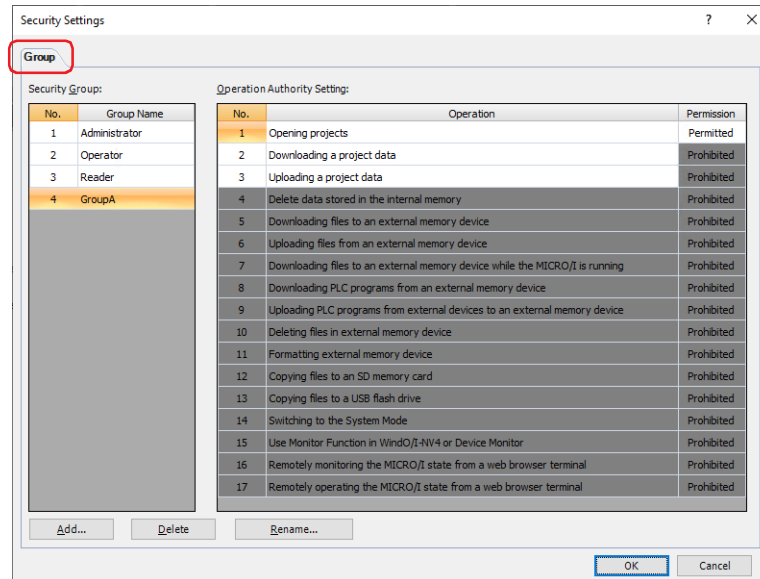 Security Settings ? ×
Group
Security Group: Operation Authority Setting:
No. Group Name No. Operation Permission
1 Administrator 1 Opening projects Permitted
2 Operator 2 Downloading a project data Prohibited
3 Reader 3 Uploading a project data Prohibited
4 GroupA 4 Delete data stored in the internal memory Prohibited
5 Downloading files to an external memory device Prohibited
6 Uploading files from an external memory device Prohibited
7 Downloading files to an external memory device while the MICRO/I is running Prohibited
8 Downloading PLC programs from an external memory device Prohibited
9 Uploading PLC programs from external devices to an external memory device Prohibited
10 Deleting files in external memory device Prohibited
11 Formatting external memory device Prohibited
12 Copying files to an SD memory card Prohibited
13 Copying files to a USB flash drive Prohibited
14 Switching to the System Mode Prohibited
15 Use Monitor Function in WindO/I-NV4 or Device Monitor Prohibited
16 Remotely monitoring the MICRO/I state from a web browser terminal Prohibited
17 Remotely operating the MICRO/I state from a web browser terminal Prohibited
Add... Delete Rename...
OK Cancel